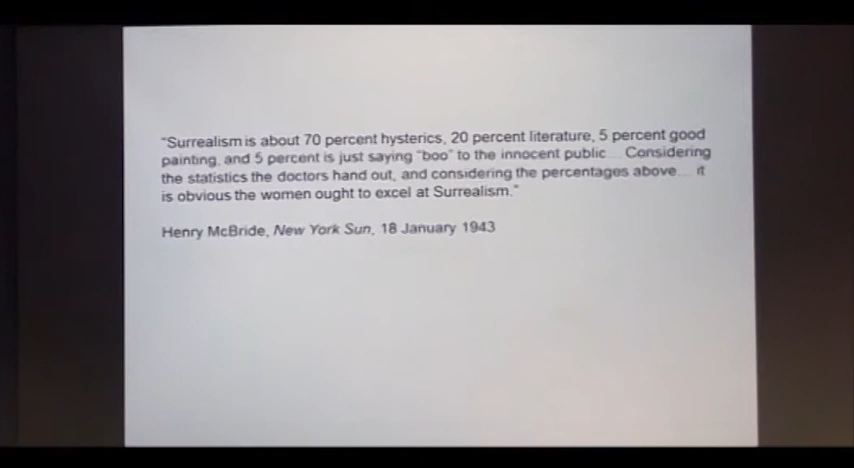 "Surrealism is about 70 percent hysterics, 20 percent literature, 5 percent good
painting, and 5 percent is just saying "boo" to the innocent public... Considering
the statistics the doctors hand out, and considering the percentages above... it
is obvious the women ought to excel at Surrealism."
Henry McBride, New York Sun, 18 January 1943